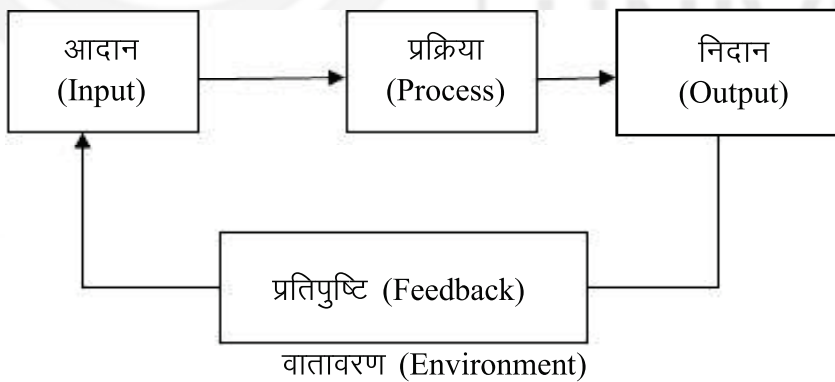 आदान
(Input)
प्रक्रिया
(Process)
निदान
(Output)
प्रतिपुष्टि (Feedback)
वातावरण (Environment)